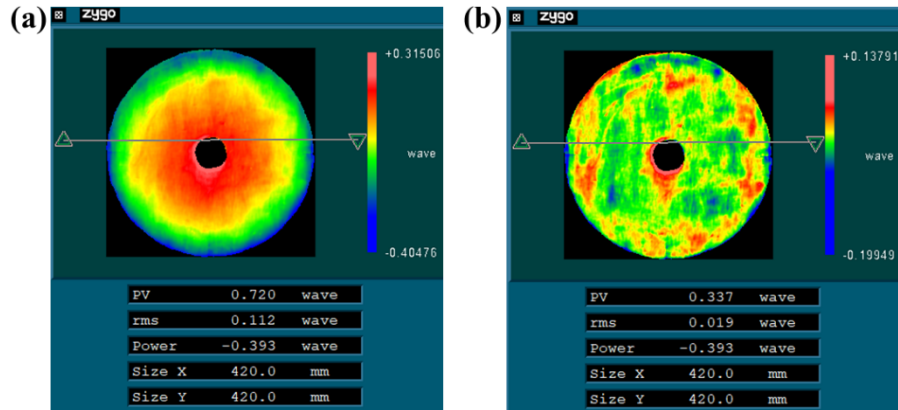 (a) zygo
+0.31506
wave
-0.40476
PV 0.720 wave
rms 0.112 wave
Power -0.393 wave
Size X 420.0 mm
Size Y 420.0 mm
(b) zygo
+0.13791
wave
-0.19949
PV 0.337 wave
rms 0.019 wave
Power -0.393 wave
Size X 420.0 mm
Size Y 420.0 mm